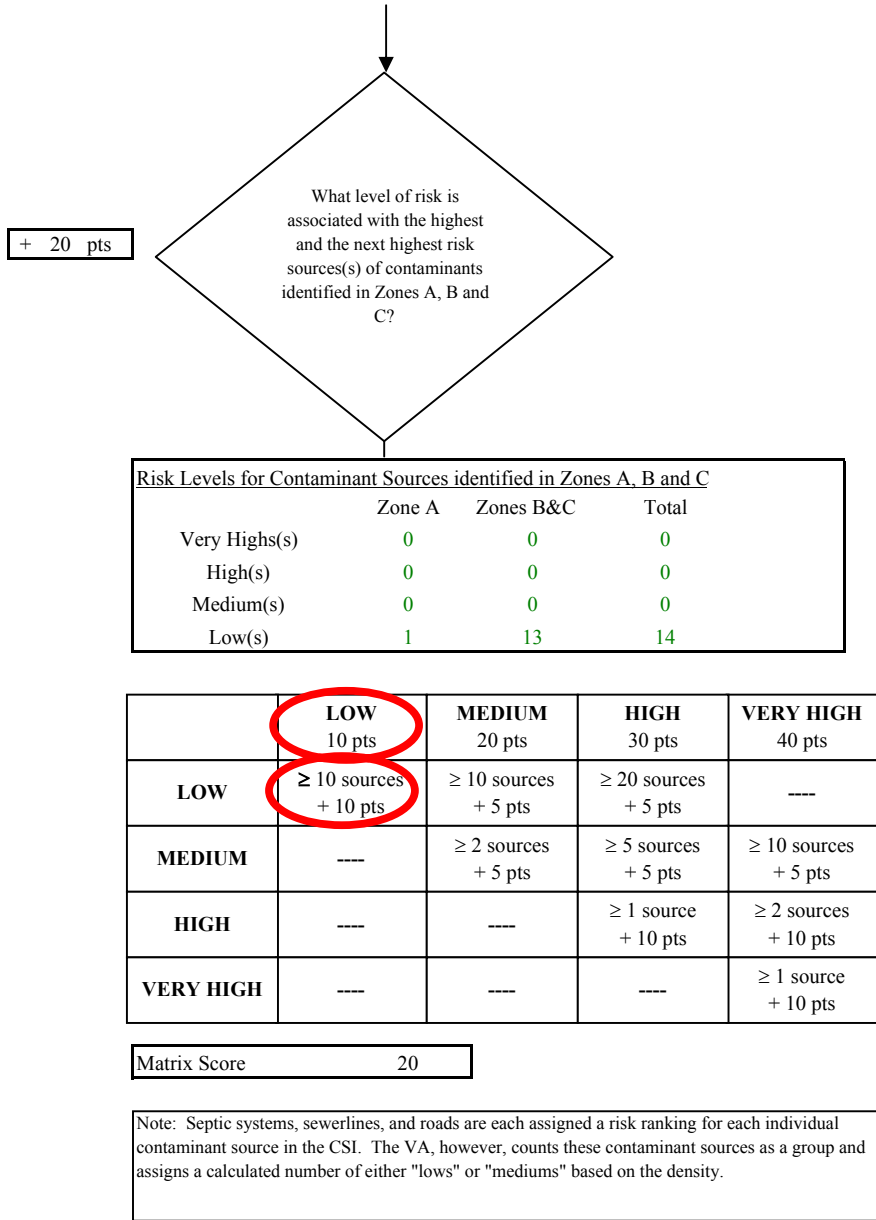 What level of risk is
associated with the highest
and the next highest risk
sources(s) of contaminants
identified in Zones A, B and
C?
+ 20 pts
Risk Levels for Contaminant Sources identified in Zones A, B and C
Zone A Zones B&C Total
Very Highs(s) 0 0 0
High(s) 0 0 0
Medium(s) 0 0 0
Low(s) 1 13 14
LOW MEDIUM HIGH VERY HIGH
10 pts 20 pts 30 pts 40 pts
LOW ≥ 10 sources ≥ 10 sources ≥ 20 sources ----
+ 10 pts + 5 pts + 5 pts
MEDIUM ---- ≥ 2 sources ≥ 5 sources ≥ 10 sources
+ 5 pts + 5 pts + 5 pts
HIGH ---- ---- ≥ 1 source ≥ 2 sources
+ 10 pts + 10 pts
VERY HIGH ---- ---- ---- ≥ 1 source
+ 10 pts
Matrix Score 20
Note: Septic systems, sewerlines, and roads are each assigned a risk ranking for each individual
contaminant source in the CSI. The VA, however, counts these contaminant sources as a group and
assigns a calculated number of either "lows" or "mediums" based on the density.